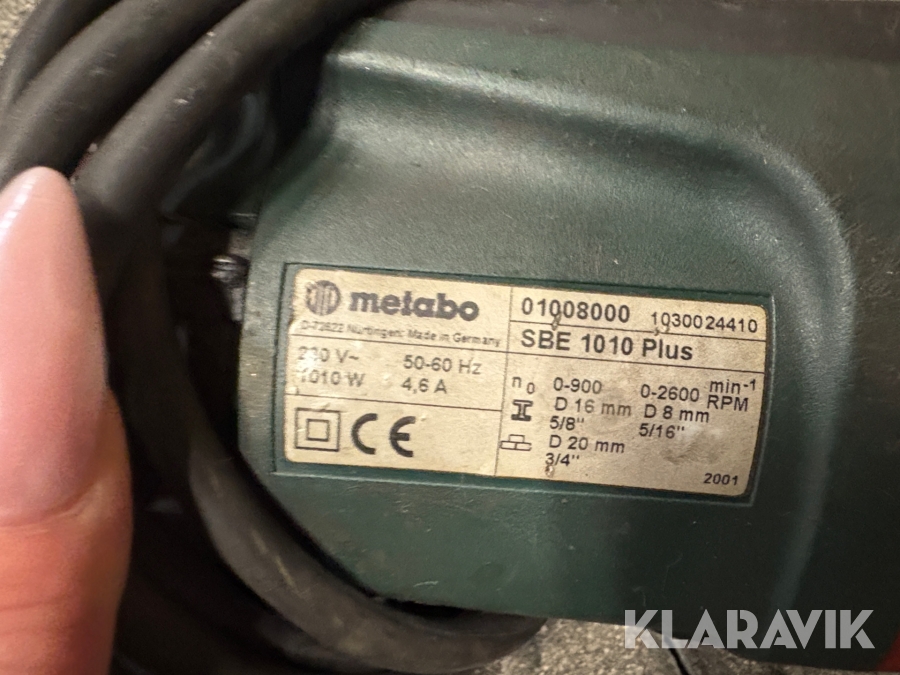 metabo
D-72622 Nürtingen Made in Germany
230 V~ 50-60 Hz
1010 W 4,6 A
CE
01008000 1030024410
SBE 1010 Plus
n0 0-900 0-2600 min-1
RPM
D 16 mm D 8 mm
5/8" 5/16"
D 20 mm
3/4"
2001
KLARAVIK